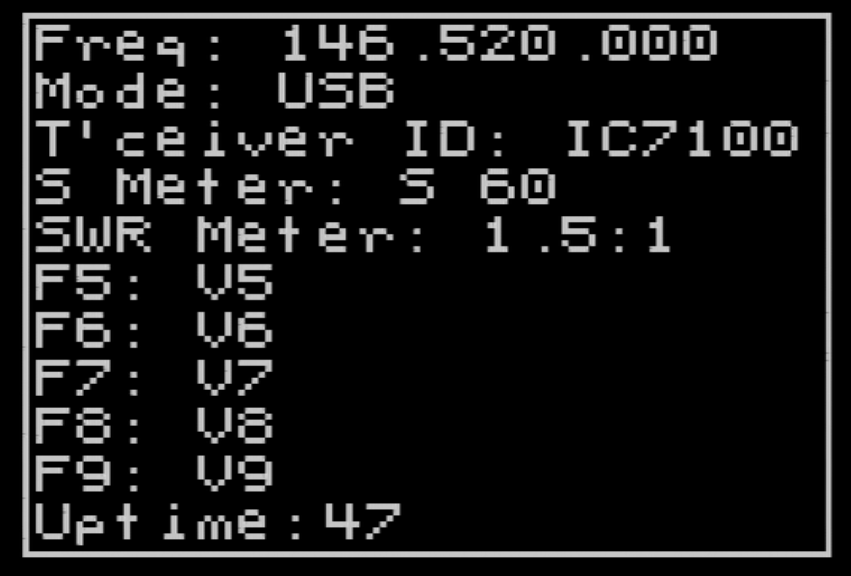 Freq: 146.520.000
Mode: USB
T'ceiver ID: IC7100
S Meter: S 60
SWR Meter: 1.5:1
F5: V5
F6: V6
F7: V7
F8: V8
F9: V9
Uptime:47